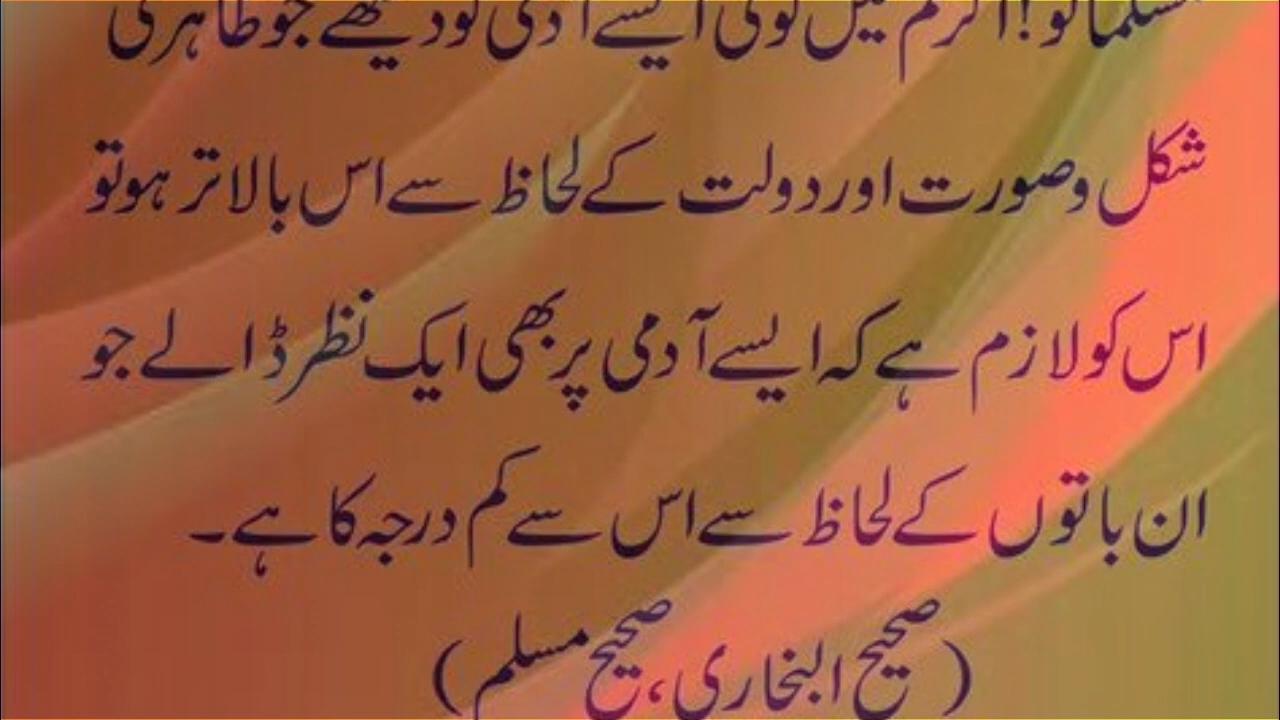 مسلمانو! اگر تم میں کوئی ایسے آدمی کو دیکھے جو ظاہری
شکل و صورت اور دولت کے لحاظ سے اس بالاتر ہو تو
اس کو لازم ہے کہ ایسے آدمی پر بھی ایک نظر ڈالے جو
ان باتوں کے لحاظ سے اس سے کم درجہ کا ہے۔
(صحیح البخاری، صحیح مسلم)